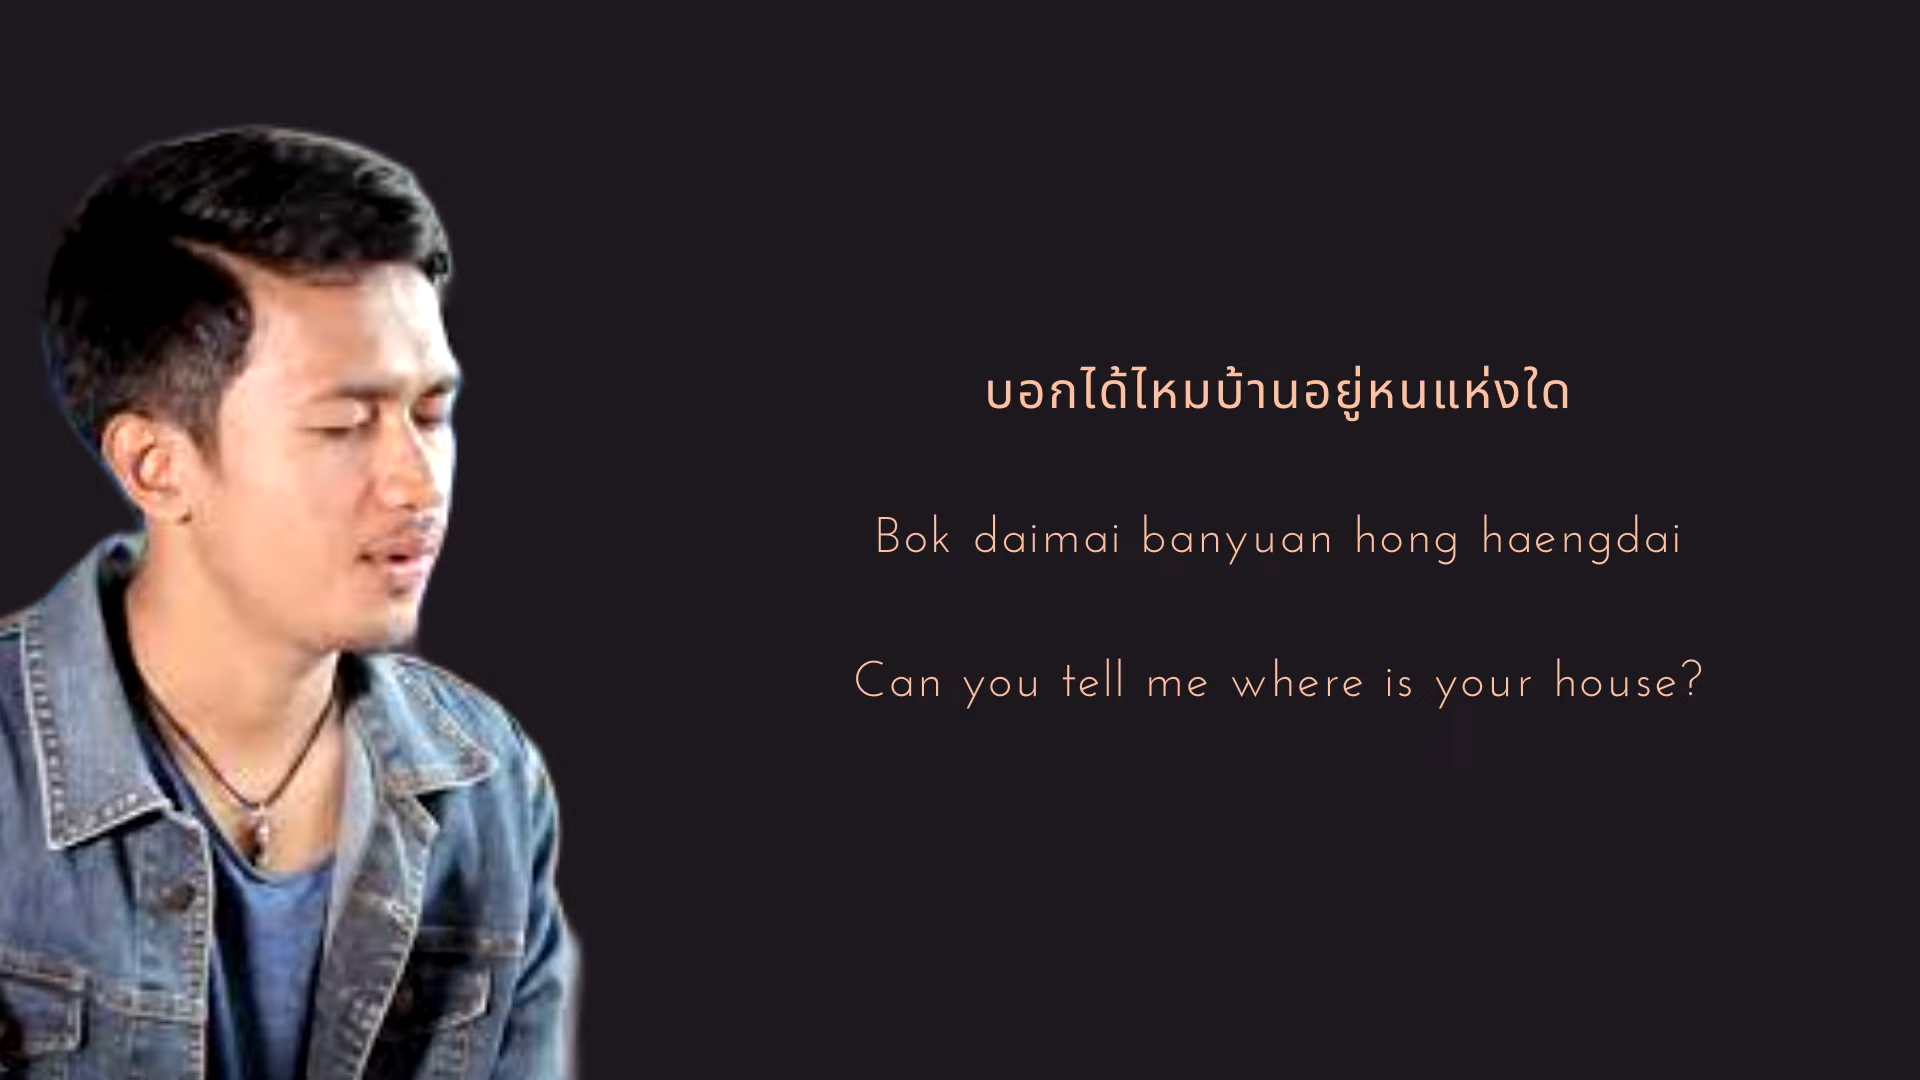 บอกได้ไหมบ้านอยู่หนแห่งใด
Bok daimai banyuan hong haengdai
Can you tell me where is your house?